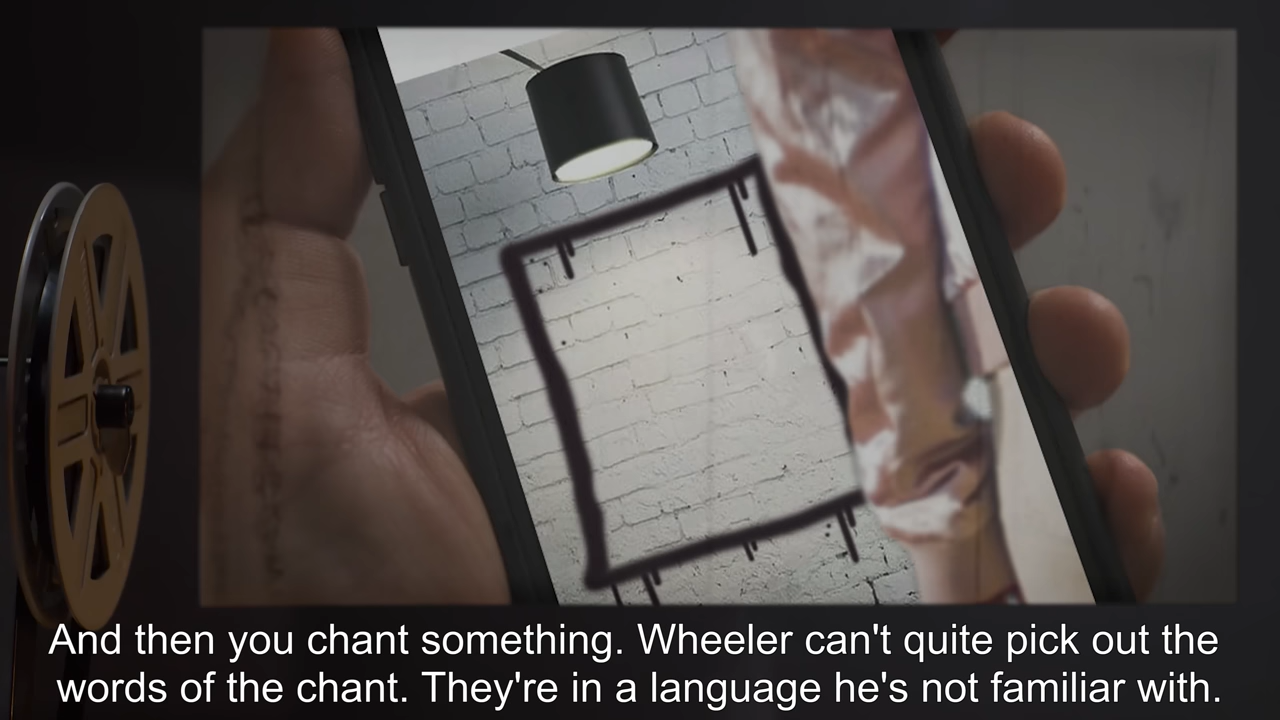 And then you chant something. Wheeler can't quite pick out the
words of the chant. They're in a language he's not familiar with.